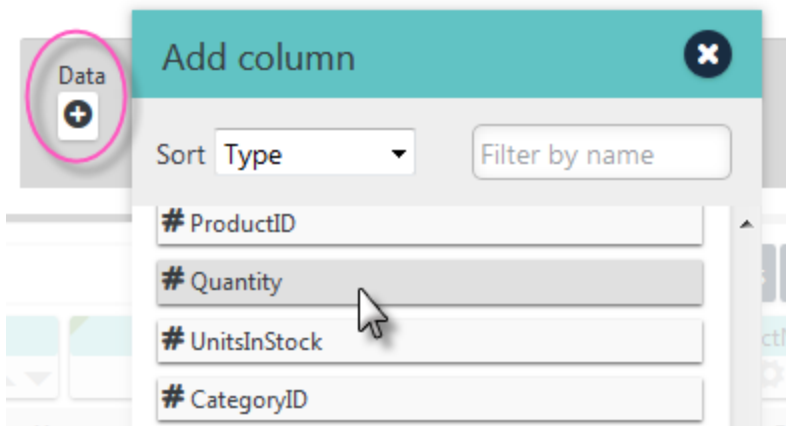 Add column
Data
Sort Type Filter by name
# ProductID
# Quantity
# UnitsInStock
# CategoryID